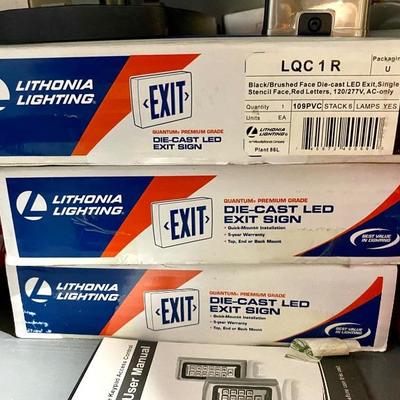 LITHONIA
LIGHTING
EXIT
QUANTUM® PREMIUM GRADE
DIE-CAST LED
EXIT SIGN
LQC 1 R
Packaging
U
Black/Brushed Face Die-cast LED Exit, Single
Stencil Face, Red Letters, 120/277V, AC-only
Quantity 1
109PVC STACK 6 LAMPS YES
Units EA
LITHONIA
LIGHTING
Plant 86L
LITHONIA
LIGHTING®
EXIT
QUANTUM® PREMIUM GRADE
DIE-CAST LED
EXIT SIGN
• Quick-Mount® Installation
• 5-year Warranty
• Top, End or Back Mount
BEST VALUE
IN LIGHTING
LITHONIA
LIGHTING®
EXIT
QUANTUM® PREMIUM GRADE
DIE-CAST LED
EXIT SIGN
• Quick-Mount® Installation
• 5-year Warranty
• Top, End or Back Mount
BEST VALUE
IN LIGHTING
Keypad Access Control
User Manual